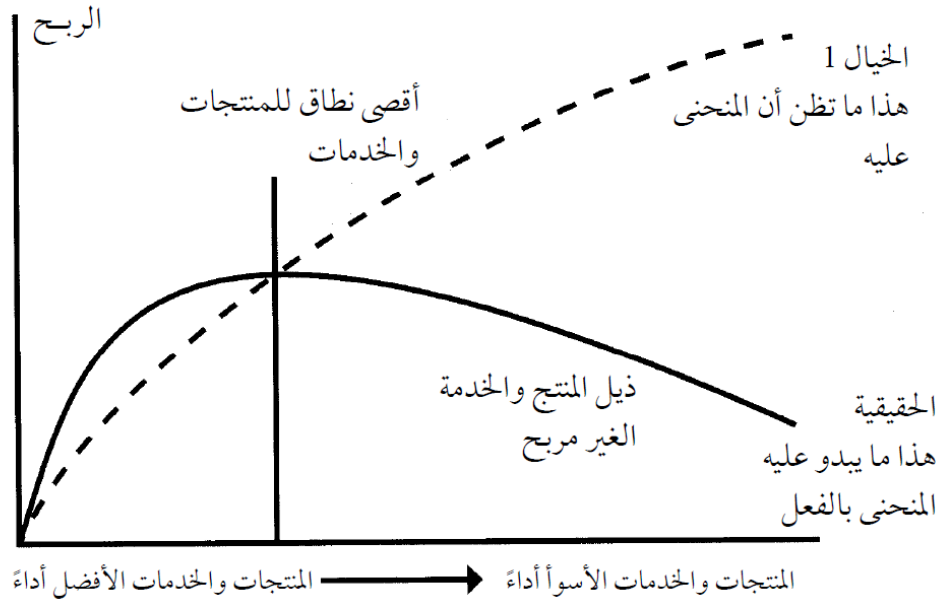 الربـح
الخيال 1
هذا ما تظن أن المنحنى
عليه
أقصى نطاق للمنتجات
والخدمات
ذيل المنتج والخدمة
الغير مربح
الحقيقية
هذا ما يبدو عليه
المنحنى بالفعل
المنتجات والخدمات الأفضل أداءً
المنتجات والخدمات الأسوأ أداءً